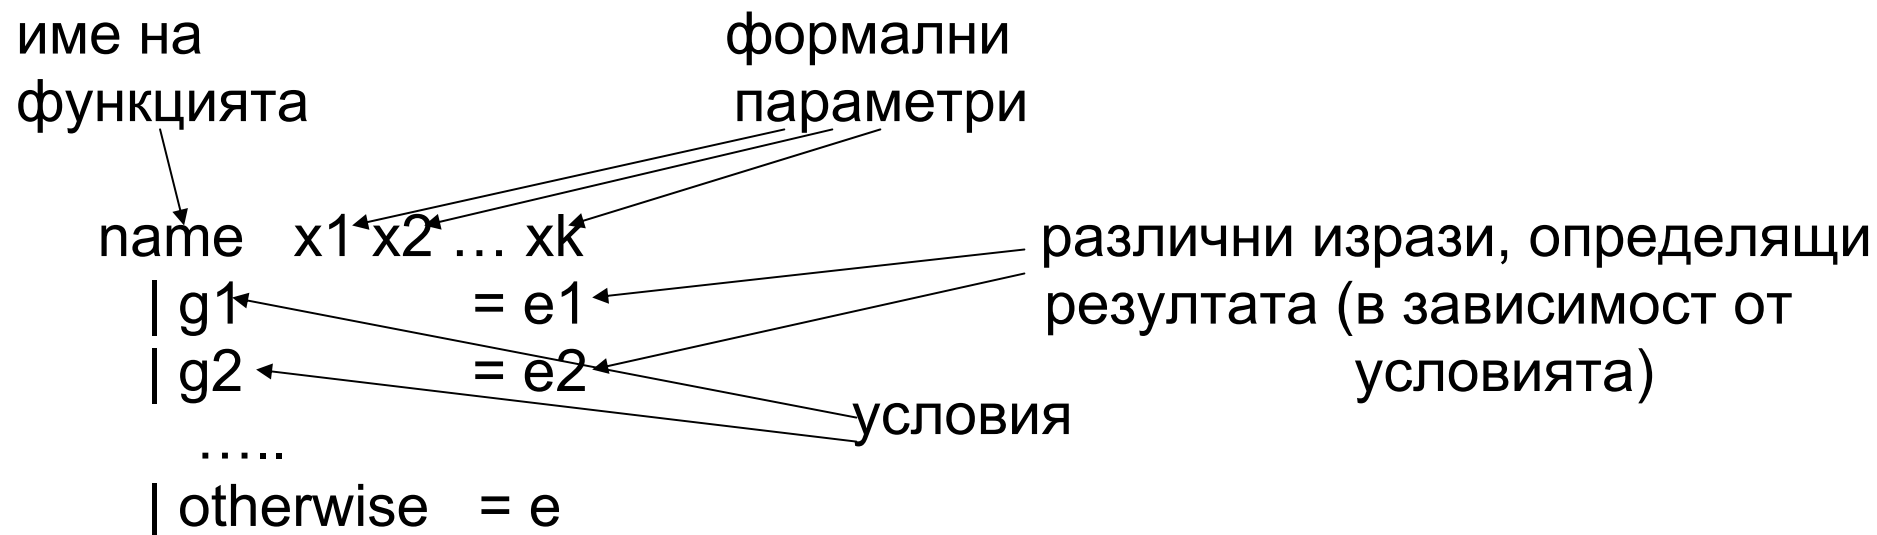 име на
функцията
формални
параметри
name x1 x2 … xk
| g1 = e1
| g2 = e2
…..
| otherwise = e
различни изрази, определящи
резултата (в зависимост от
условията)
условия